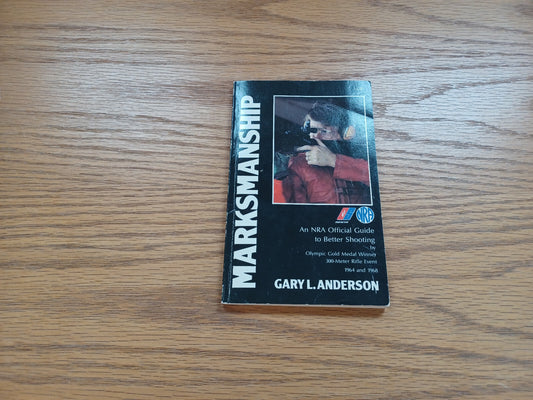 MARKSMANSHIP
NRA
An NRA Official Guide
to Better Shooting
by
Olympic Gold Medal Winner
300-Meter Rifle Event
1964 and 1968
GARY L. ANDERSON